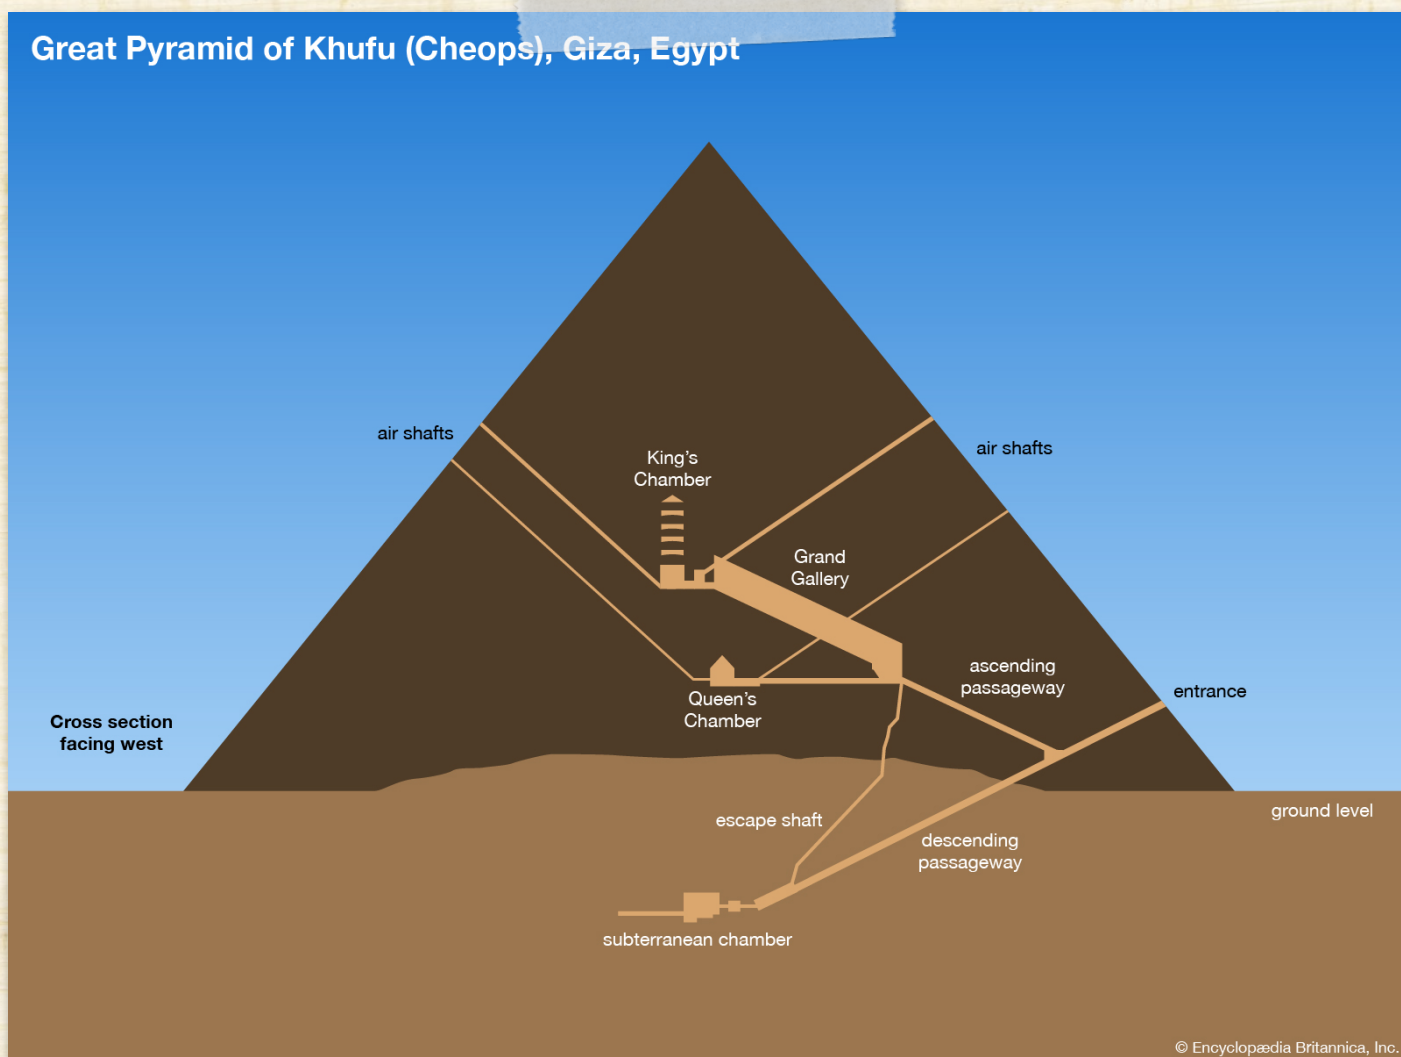 Great Pyramid of Khufu (Cheops), Giza, Egypt
air shafts
King's
Chamber
air shafts
Grand
Gallery
ascending
passageway
entrance
Queen's
Chamber
Cross section
facing west
ground level
escape shaft
descending
passageway
subterranean chamber
© Encyclopædia Britannica, Inc.